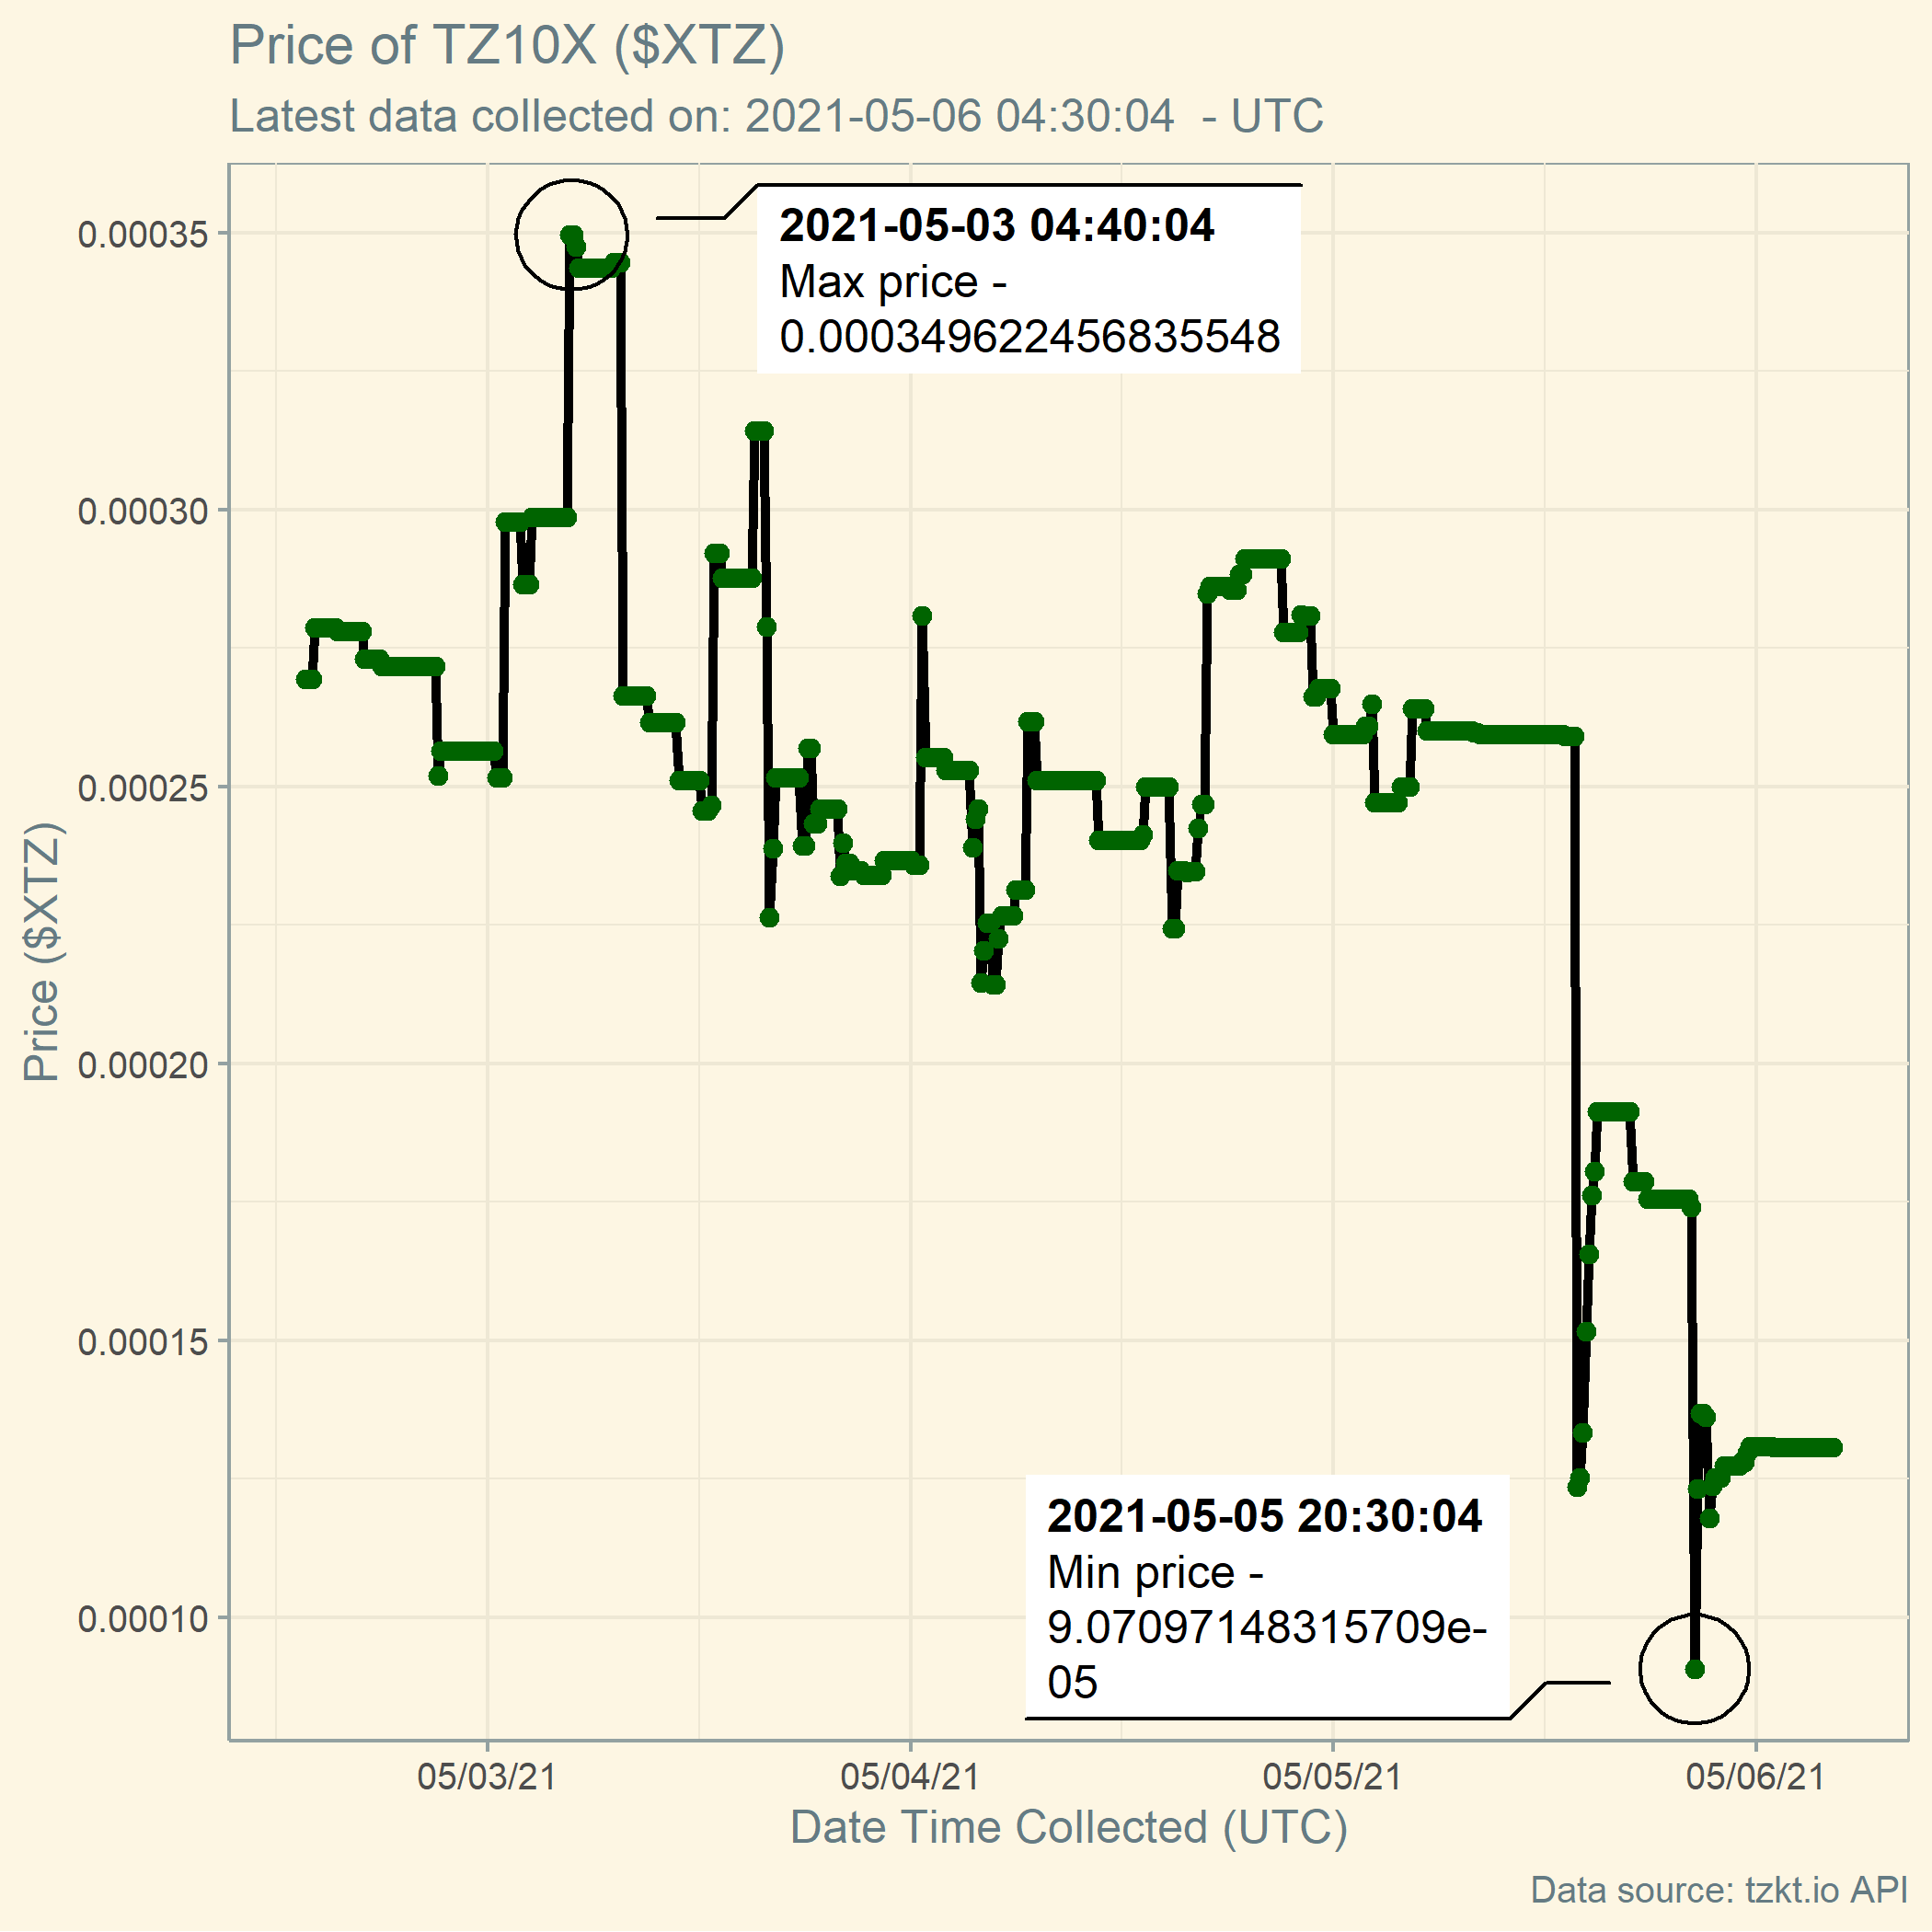 Price of TZ10X ($XTZ)
Latest data collected on: 2021-05-06 04:30:04  - UTC
2021-05-03 04:40:04
Max price -
0.000349622456835548
0.00035
0.00030
0.00025
0.00020
0.00015
0.00010
Price ($XTZ)
2021-05-05 20:30:04
Min price -
9.07097148315709e-
05
05/03/21
05/04/21
05/05/21
05/06/21
Date Time Collected (UTC)
Data source: tzkt.io API